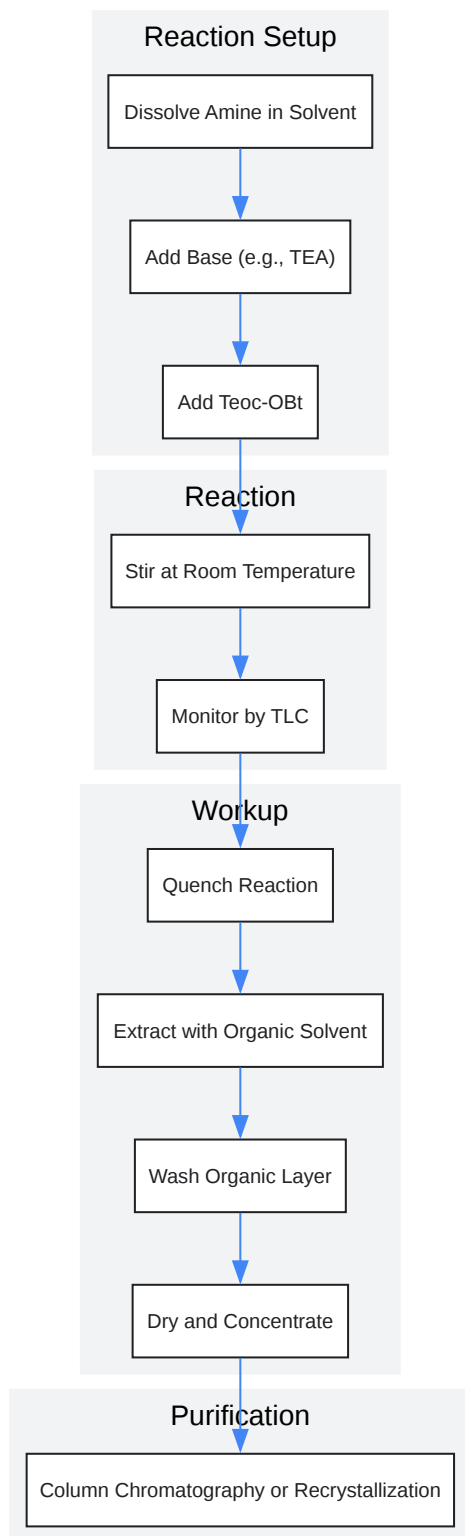 Reaction Setup
Dissolve Amine in Solvent
Add Base (e.g., TEA)
Add Teoc-OBt
Reaction
Stir at Room Temperature
Monitor by TLC
Workup
Quench Reaction
Extract with Organic Solvent
Wash Organic Layer
Dry and Concentrate
Purification
Column Chromatography or Recrystallization